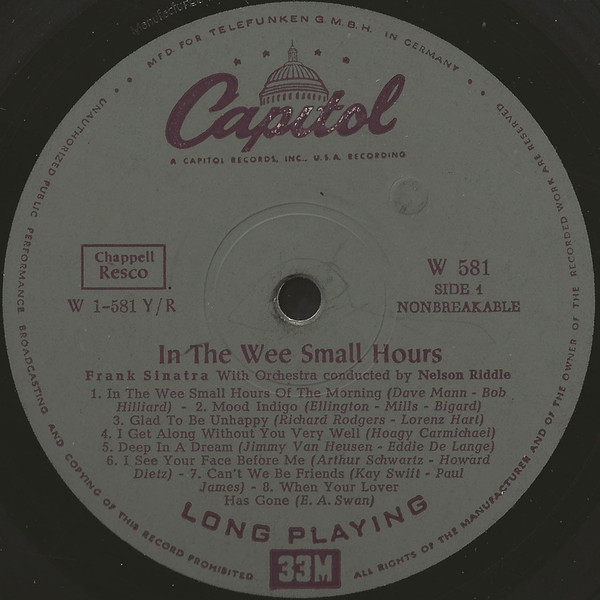 MFD FOR TELEFUNKEN G.M.B.H. IN GERMANY
Capitol
A CAPITOL RECORDS, INC., U.S.A. RECORDING
Chappell
Resco
W 1-581 Y/R
W 581
SIDE 1
NONBREAKABLE
In The Wee Small Hours
Frank Sinatra With Orchestra conducted by Nelson Riddle
1. In The Wee Small Hours Of The Morning (Dave Mann - Bob
Hilliard) - 2. Mood Indigo (Ellington - Mills - Bigard)
3. Glad To Be Unhappy (Richard Rodgers - Lorenz Hart)
4. I Get Along Without You Very Well (Hoagy Carmichael)
5. Deep In A Dream (Jimmy Van Heusen - Eddie De Lange)
6. I See Your Face Before Me (Arthur Schwartz - Howard
Dietz) - 7. Can't We Be Friends (Kay Swift - Paul
James) - 8. When Your Lover
Has Gone (E. A. Swan)
LONG PLAYING
33M
UNAUTHORIZED PUBLIC PERFORMANCE BROADCASTING AND COPYING OF THIS RECORD PROHIBITED
ALL RIGHTS OF THE MANUFACTURER AND OF THE OWNER OF THE RECORDED WORK ARE RESERVED